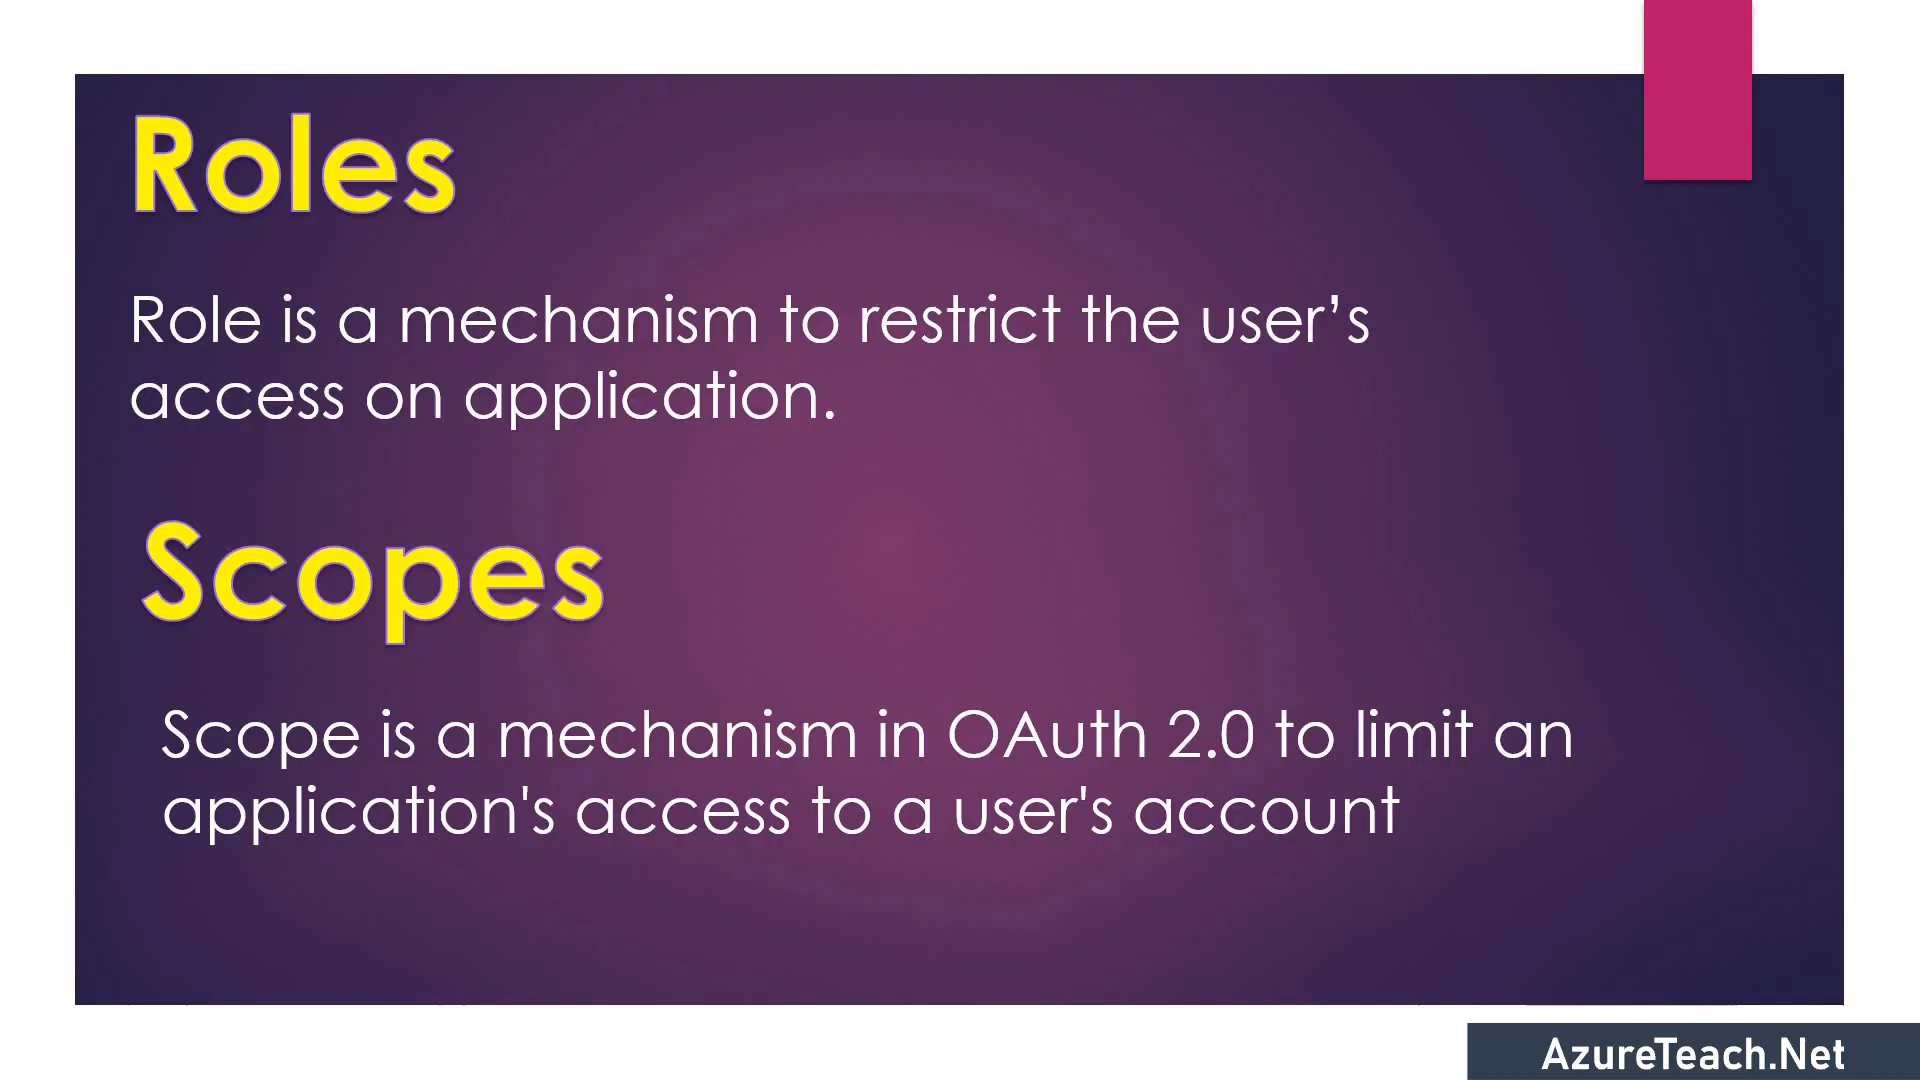 Roles
Role is a mechanism to restrict the user’s
access on application.
Scopes
Scope is a mechanism in OAuth 2.0 to limit an
application's access to a user's account
AzureTeach.Net